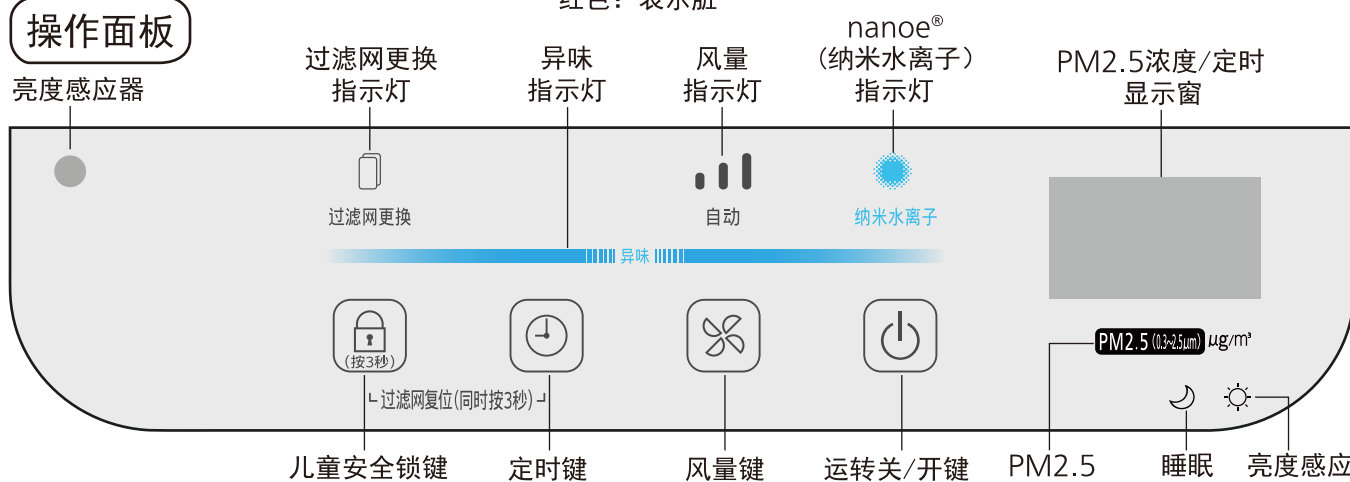 红色：表示脏
操作面板
亮度感应器
过滤网更换
指示灯
异味
指示灯
风量
指示灯
nanoe®
（纳米水离子）
指示灯
PM2.5浓度/定时
显示窗
过滤网更换
自动
纳米水离子
异味
(按3秒)
过滤网复位(同时按3秒)
PM2.5 (0.3~2.5μm) μg/m³
儿童安全锁键
定时键
风量键
运转关/开键
PM2.5
睡眠
亮度感应